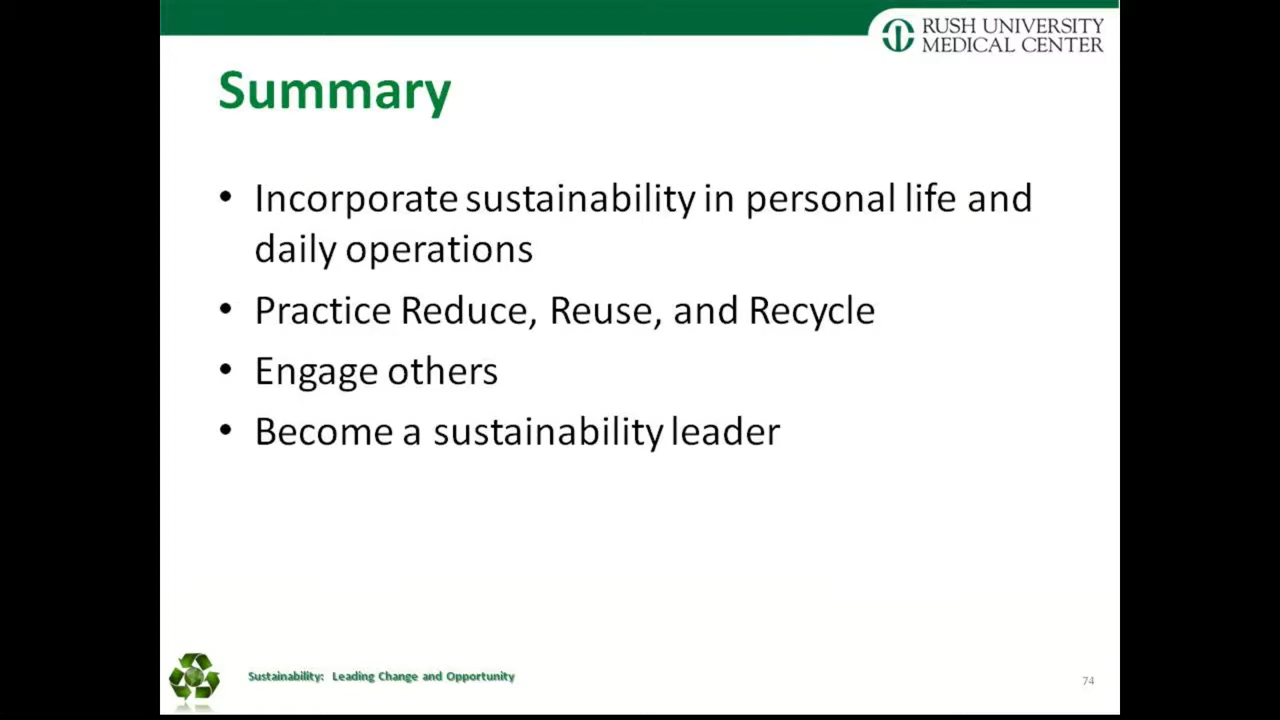 RUSH UNIVERSITY
MEDICAL CENTER
Summary
• Incorporate sustainability in personal life and
daily operations
• Practice Reduce, Reuse, and Recycle
• Engage others
• Become a sustainability leader
Sustainability: Leading Change and Opportunity
74